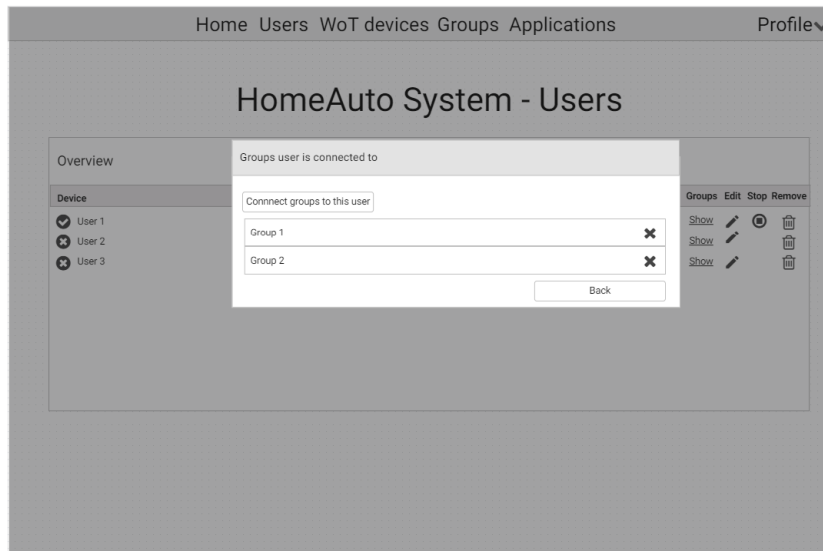 Home Users WoT devices Groups Applications Profile
HomeAuto System - Users
Overview
Groups user is connected to
Device Groups Edit Stop Remove
Connnect groups to this user
User 1 Show
Group 1
User 2 Show
Group 2
User 3 Show
Back